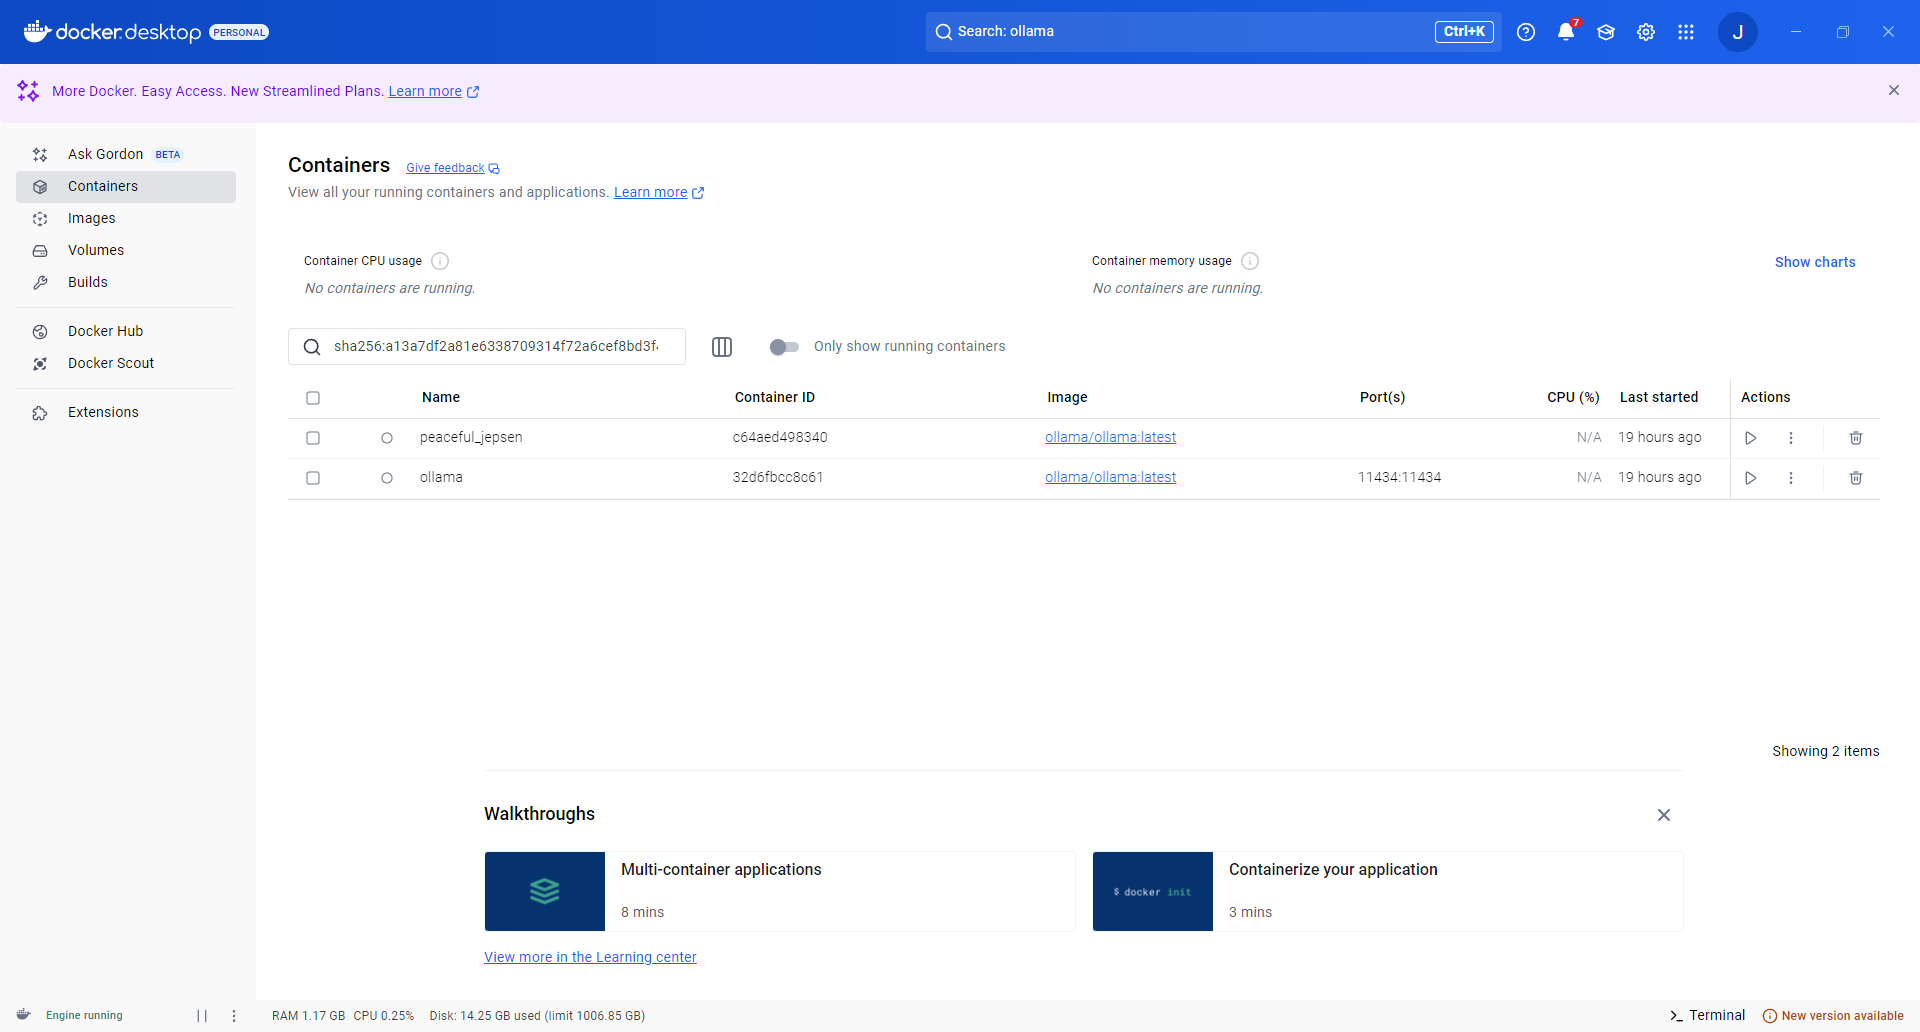 docker.desktop PERSONAL
Search: ollama
Ctrl+K
7
J
More Docker. Easy Access. New Streamlined Plans. Learn more
Ask Gordon BETA
Containers
Images
Volumes
Builds
Docker Hub
Docker Scout
Extensions
Containers Give feedback
View all your running containers and applications. Learn more
Container CPU usage
No containers are running.
Container memory usage
No containers are running.
Show charts
sha256:a13a7df2a81e6338709314f72a6cef8bd3f
Only show running containers
Name Container ID Image Port(s) CPU (%) Last started Actions
peaceful_jepsen c64aed498340 ollama/ollama:latest N/A 19 hours ago
ollama 32d6fbcc8c61 ollama/ollama:latest 11434:11434 N/A 19 hours ago
Showing 2 items
Walkthroughs
Multi-container applications
8 mins
$ docker init
Containerize your application
3 mins
View more in the Learning center
Engine running
RAM 1.17 GB CPU 0.25% Disk: 14.25 GB used (limit 1006.85 GB)
Terminal
New version available